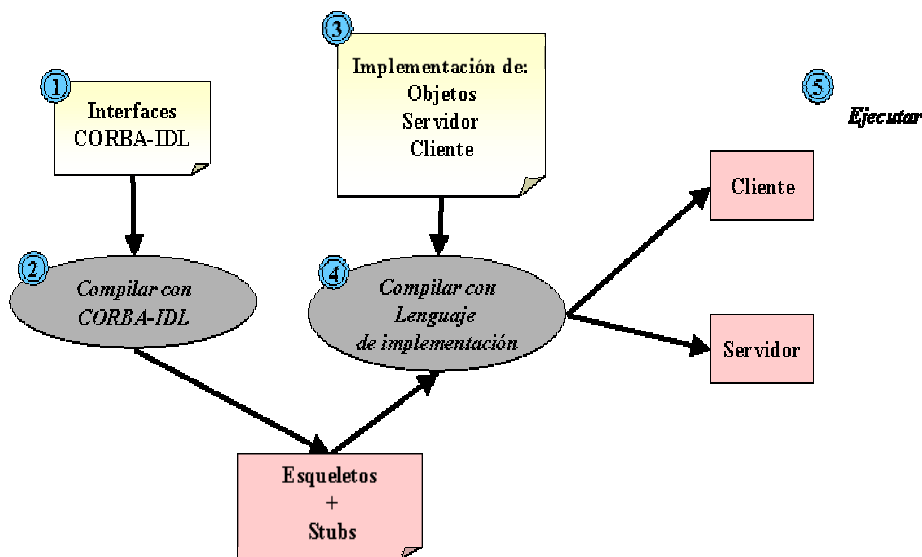 1
Interfaces
CORBA-IDL
2
Compilar con
CORBA-IDL
3
Implementación de:
Objetos
Servidor
Cliente
4
Compilar con
Lenguaje
de implementación
Esqueletos
+
Stubs
5
Ejecutar
Cliente
Servidor